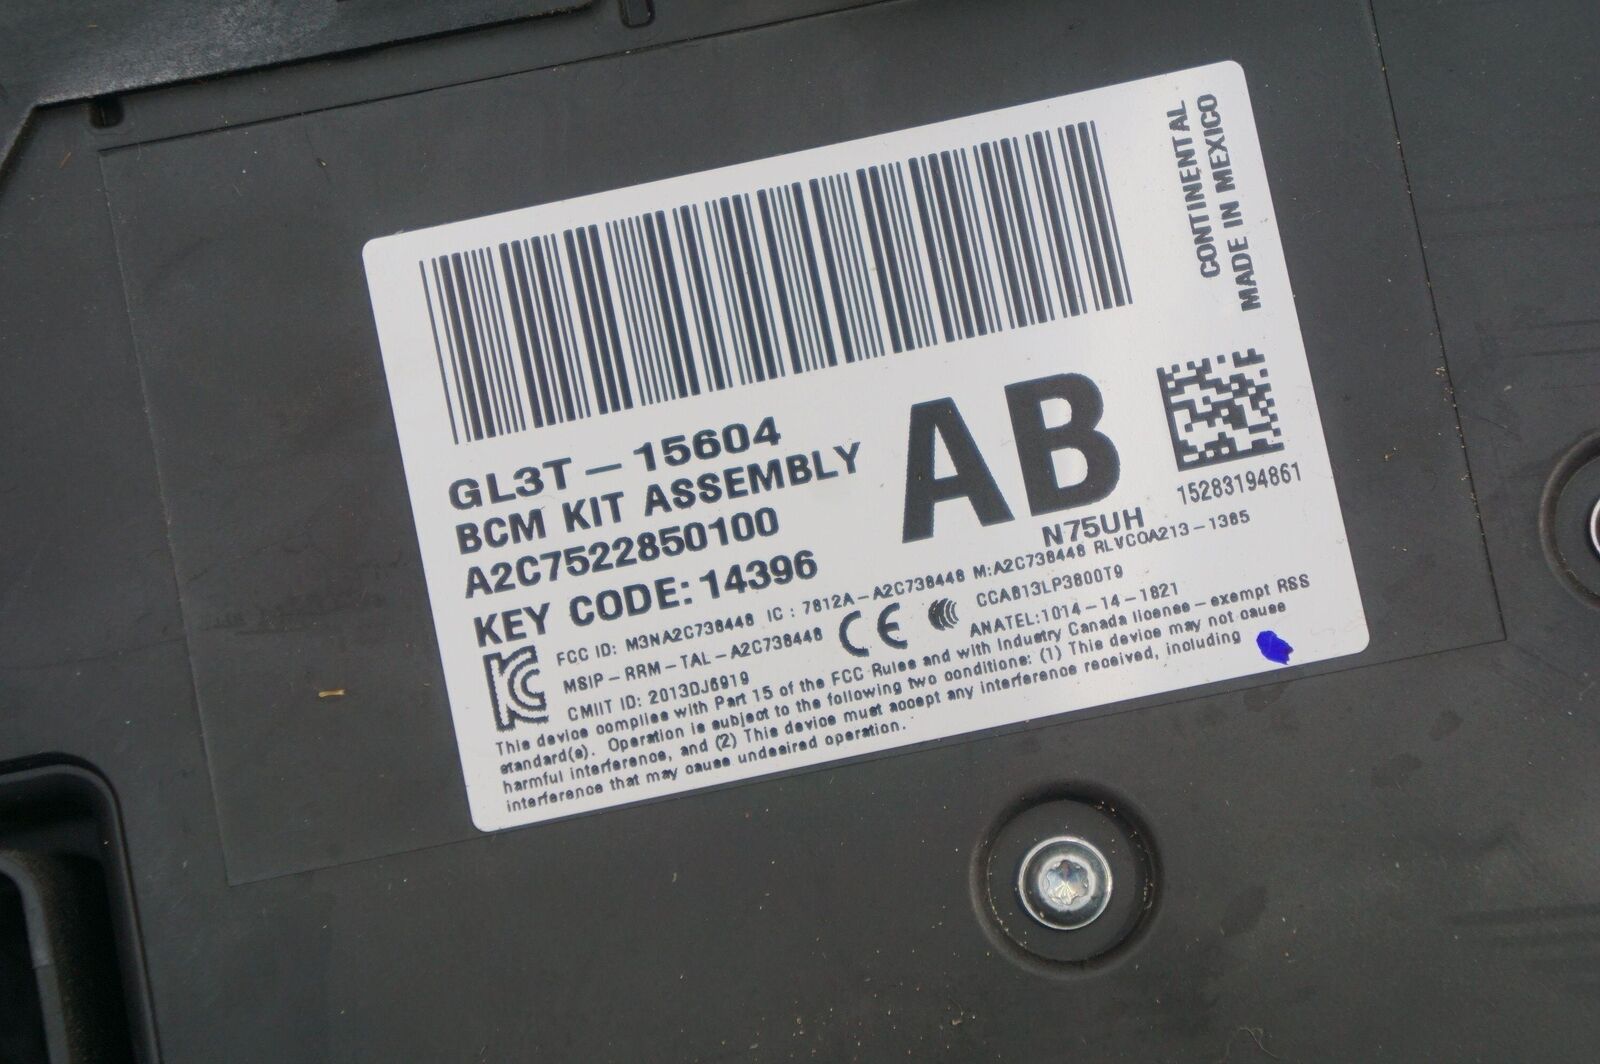 CONTINENTAL
MADE IN MEXICO
GL3T-15604
BCM KIT ASSEMBLY
A2C7522850100
KEY CODE: 14396
AB
15283194861
N75UH
FCC ID: M3NA2C738448 IC: 7812A-A2C738448 M:A2C738448 RLVCOA213-1385
MSIP-RRM-TAL-A2C738448 CE CCAB13LP3800T9
CMIIT ID: 2013DJ6919 ANATEL:1014-14-1821
This device complies with Part 15 of the FCC Rules and with Industry Canada license-exempt RSS
standard(s). Operation is subject to the following two conditions: (1) This device may not cause
harmful interference, and (2) This device must accept any interference received, including
interference that may cause undesired operation.